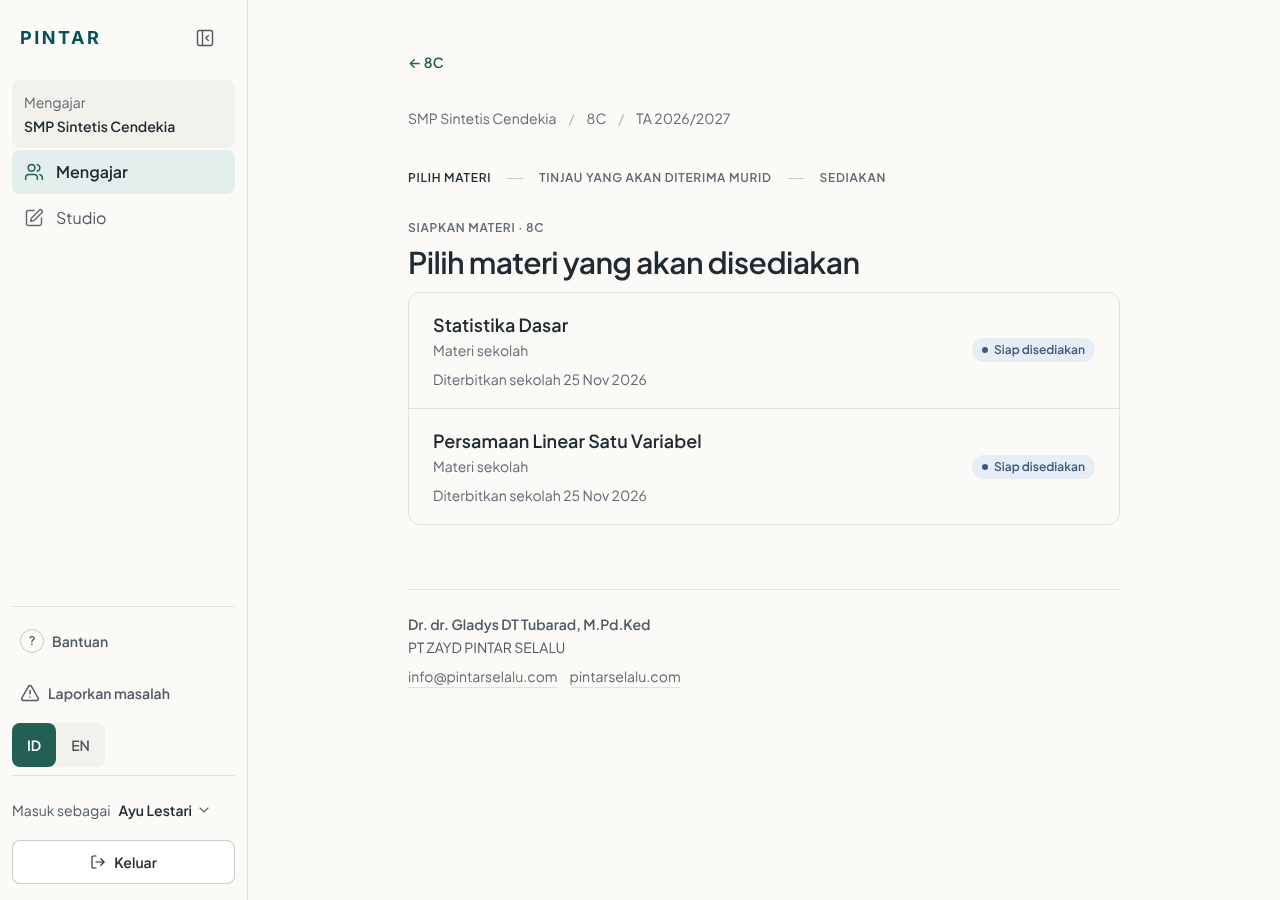 PINTAR
Mengajar
SMP Sintetis Cendekia
Mengajar
Studio
? Bantuan
Laporkan masalah
ID EN
Masuk sebagai Ayu Lestari
Keluar
← 8C
SMP Sintetis Cendekia / 8C / TA 2026/2027
PILIH MATERI — TINJAU YANG AKAN DITERIMA MURID — SEDIAKAN
SIAPKAN MATERI · 8C
Pilih materi yang akan disediakan
Statistika Dasar
Materi sekolah
Diterbitkan sekolah 25 Nov 2026
Siap disediakan
Persamaan Linear Satu Variabel
Materi sekolah
Diterbitkan sekolah 25 Nov 2026
Siap disediakan
Dr. dr. Gladys DT Tubarad, M.Pd.Ked
PT ZAYD PINTAR SELALU
info@pintarselalu.com pintarselalu.com